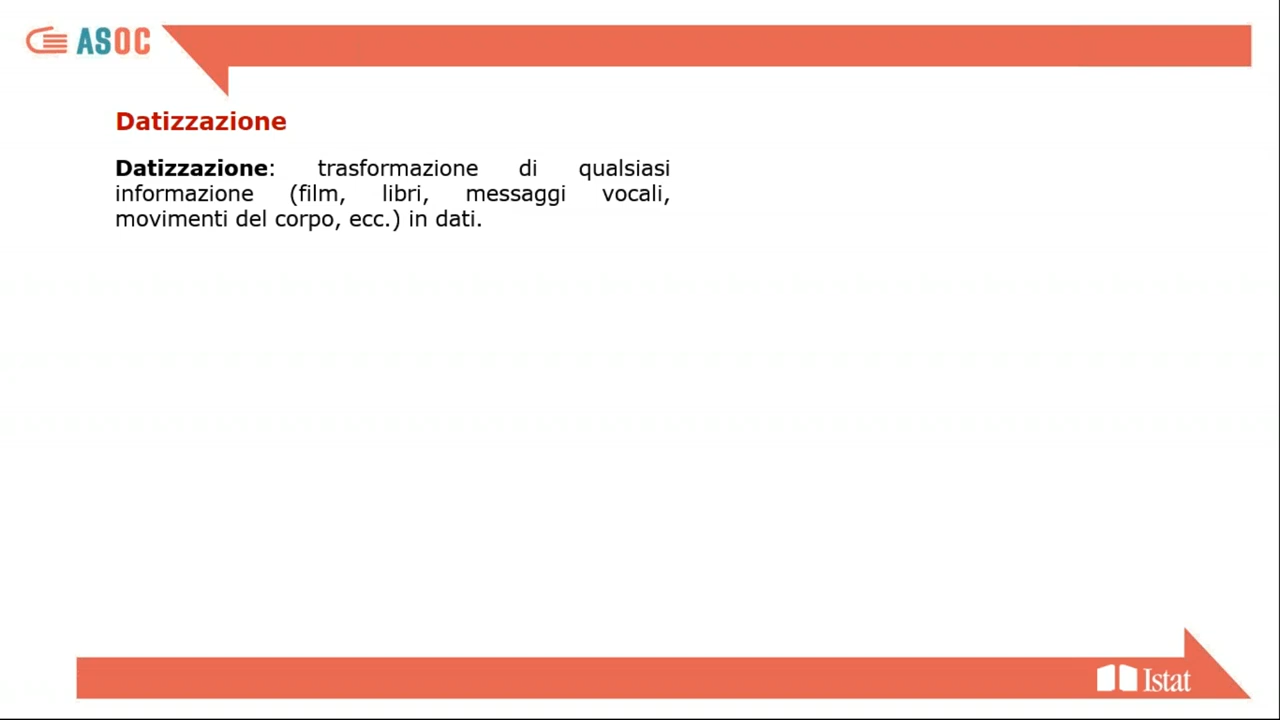 ASOC
Datizzazione
Datizzazione: trasformazione di qualsiasi
informazione (film, libri, messaggi vocali,
movimenti del corpo, ecc.) in dati.
Istat